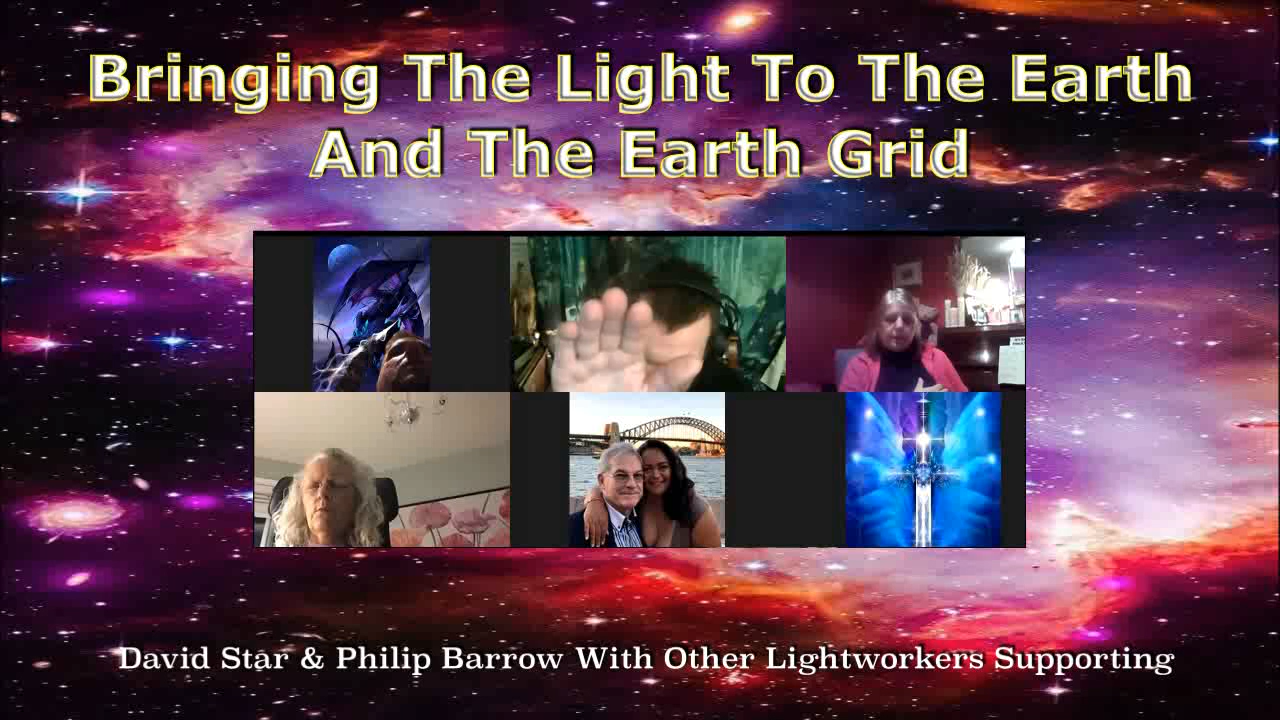 Bringing The Light To The Earth
And The Earth Grid
David Star & Philip Barrow With Other Lightworkers Supporting